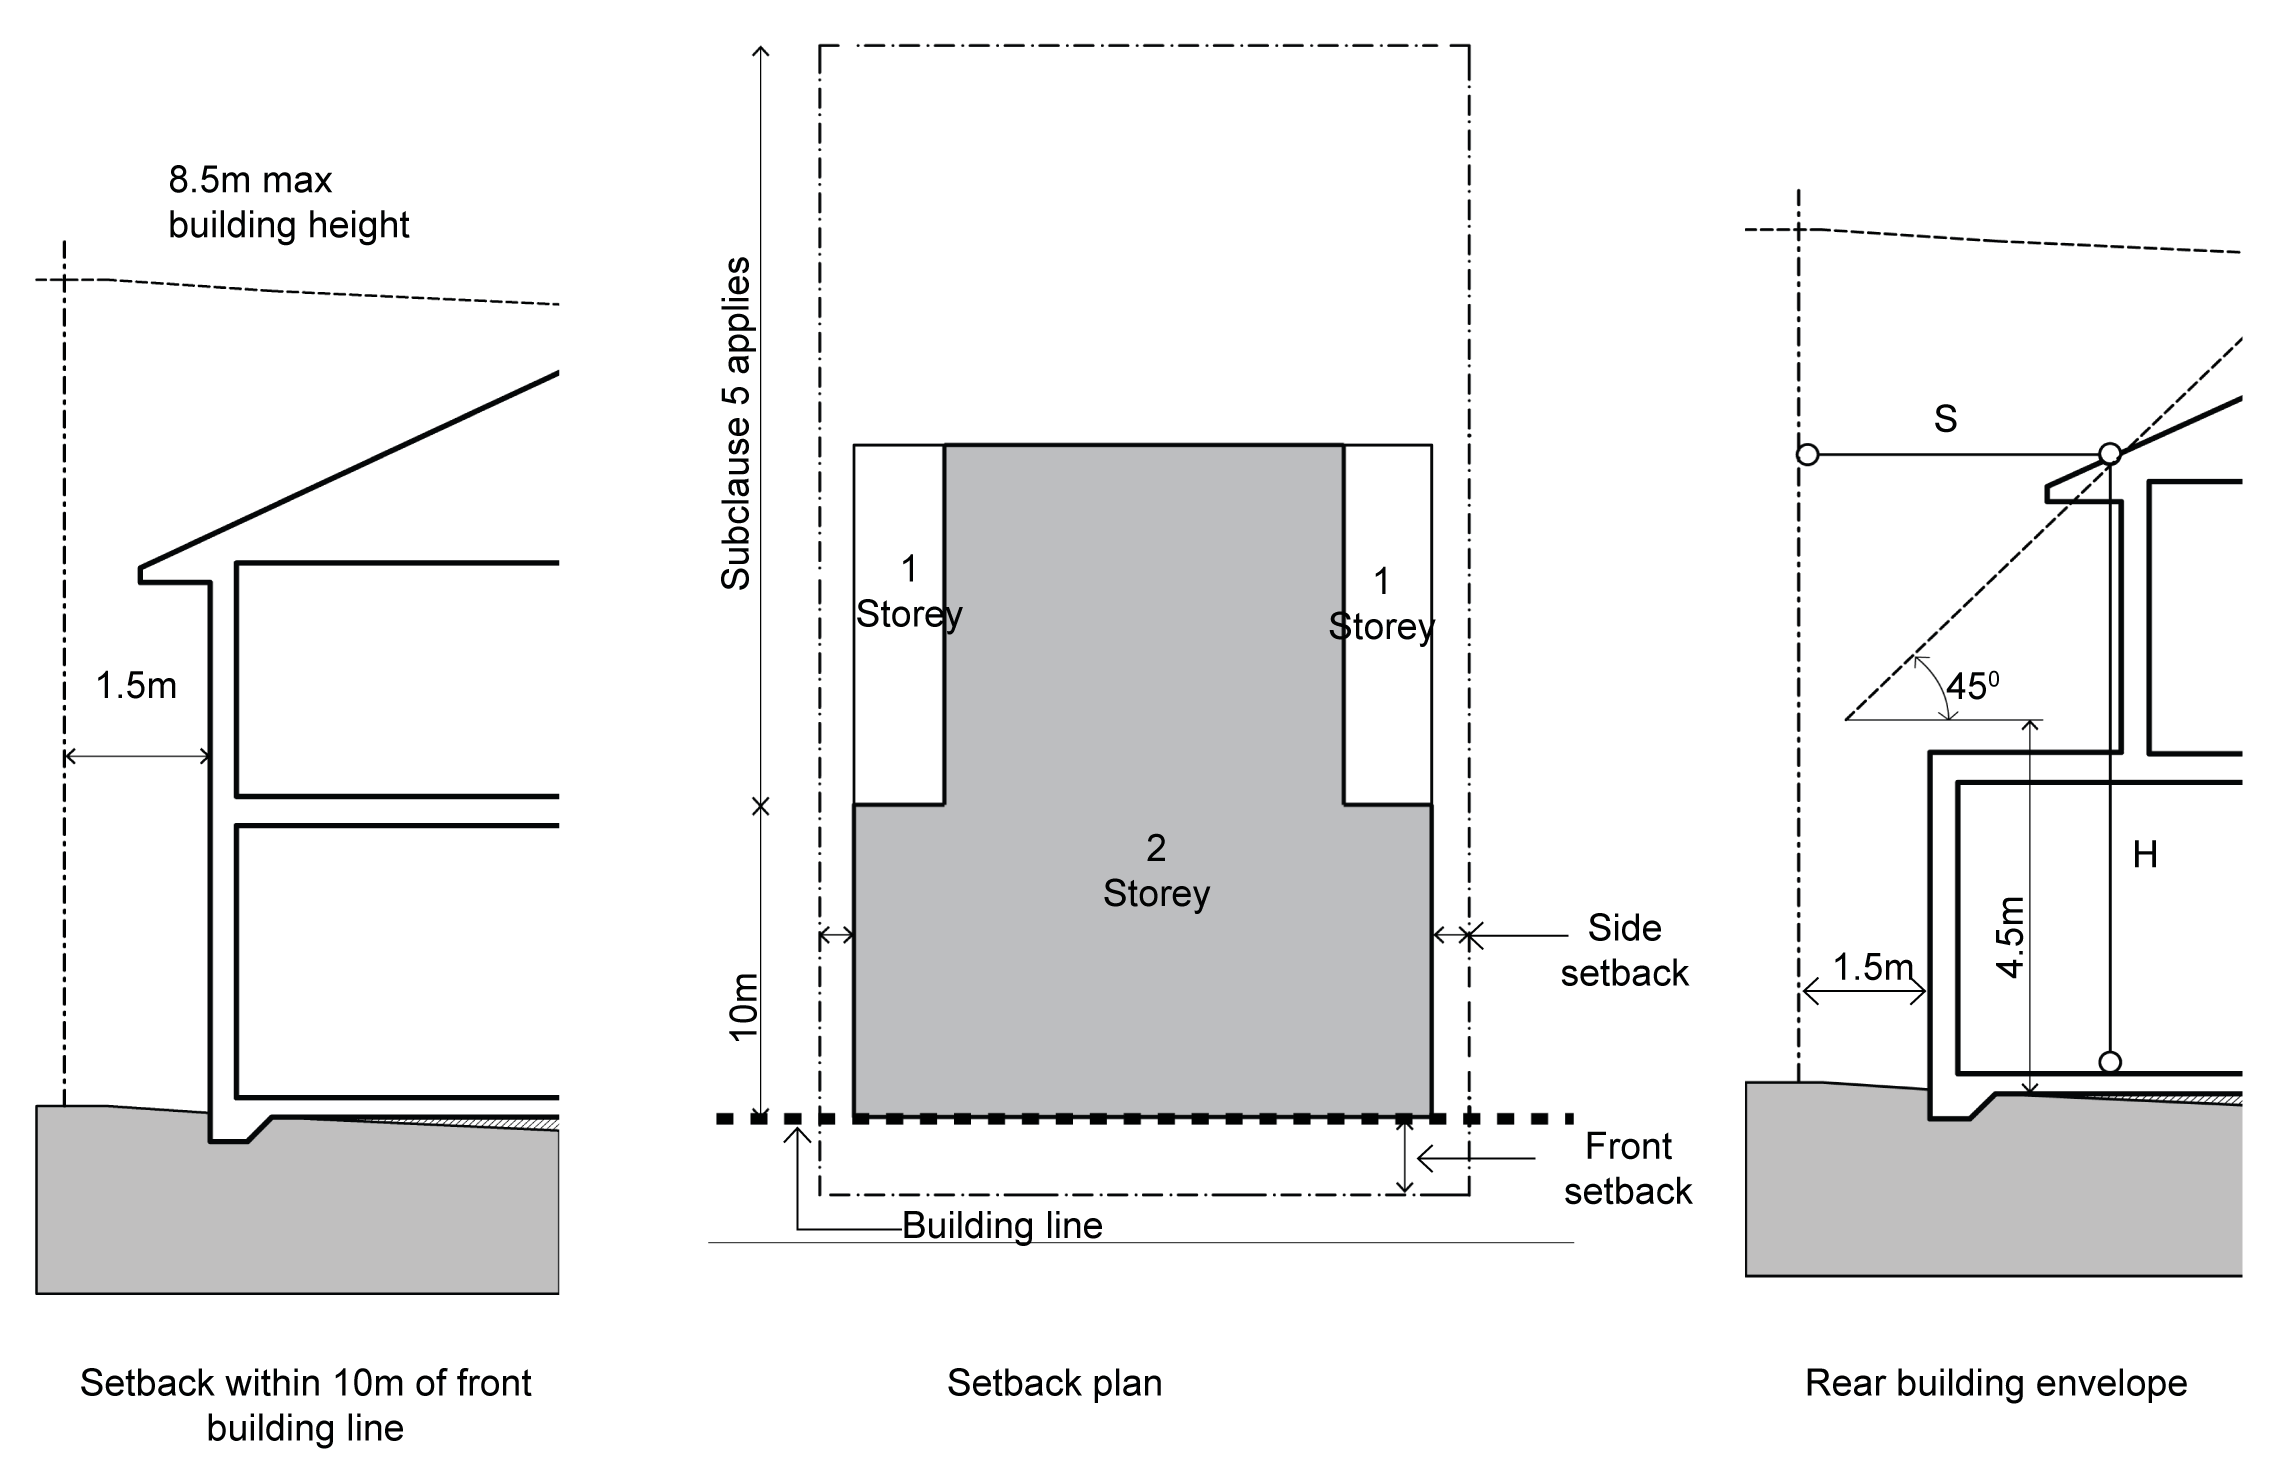 8.5m max
building height
1.5m
Setback within 10m of front
building line
Subclause 5 applies
10m
1
Storey
1
Storey
2
Storey
Side
setback
Front
setback
Building line
Setback plan
S
45⁰
H
4.5m
1.5m
Rear building envelope